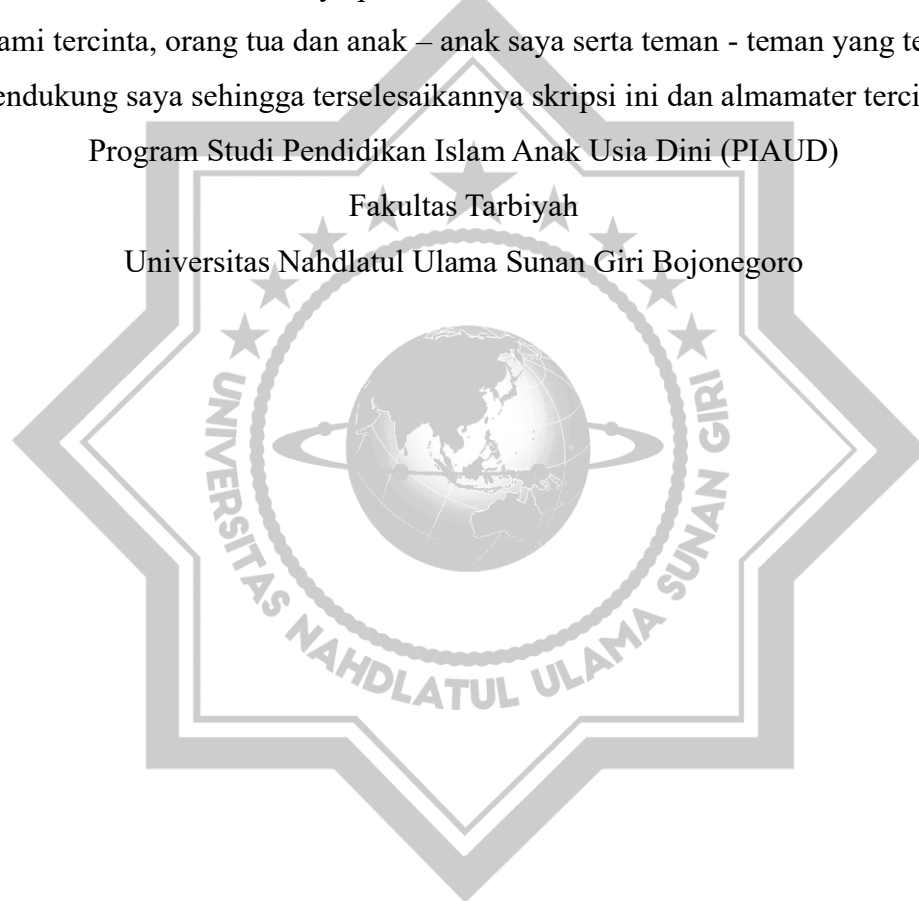 ami tercinta, orang tua dan anak – anak saya serta teman - teman yang te
endukung saya sehingga terselesaikannya skripsi ini dan almamater terci
Program Studi Pendidikan Islam Anak Usia Dini (PIAUD)
Fakultas Tarbiyah
Universitas Nahdlatul Ulama Sunan Giri Bojonegoro
UNIVERSITAS NAHDLATUL ULAMA SUNAN GIRI